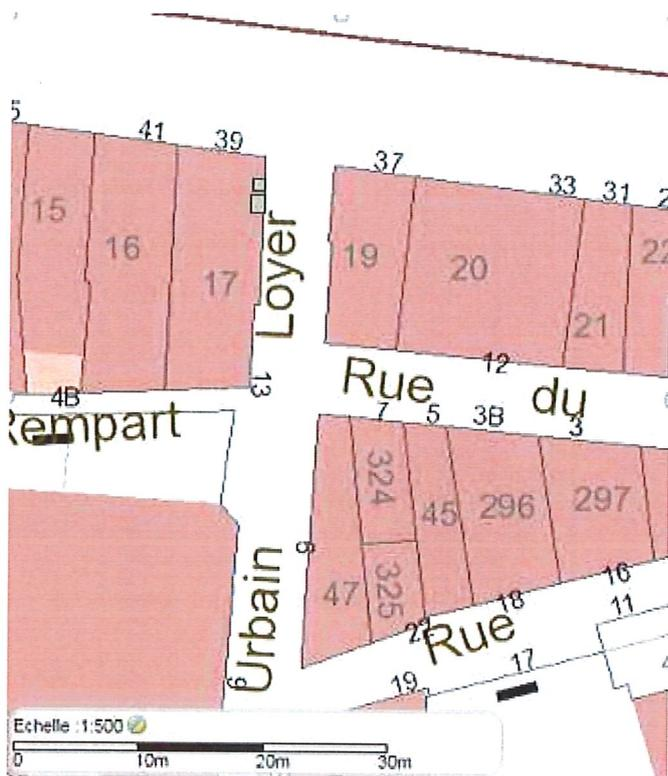 5 41 39 37 33 31
15 16 17 19 20 21 22
Loyer
13
12
Rue du
4B
Rempart
7 5 3B 3
324 45 296 297
6
47 325
Urbain
9
18 16
Rue
11
19 17
Echelle :1:500
0 10m 20m 30m